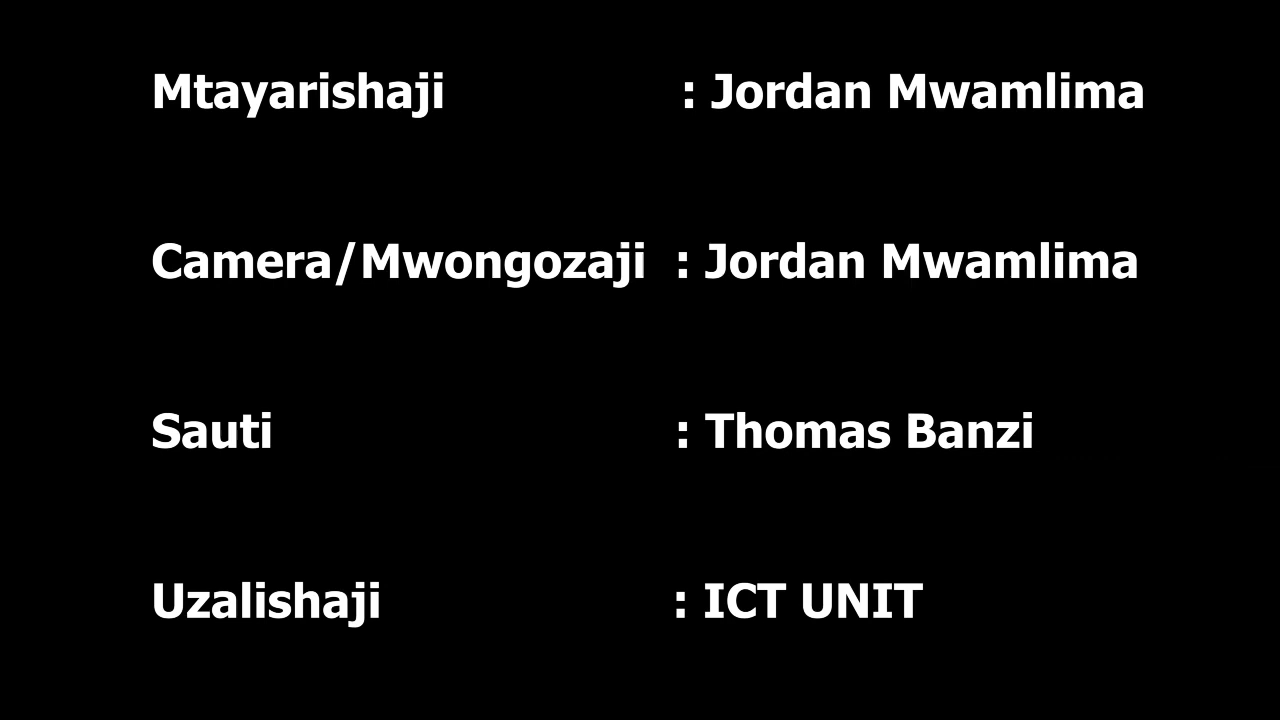 Mtayarishaji : Jordan Mwamlima
Camera/Mwongozaji : Jordan Mwamlima
Sauti : Thomas Banzi
Uzalishaji : ICT UNIT